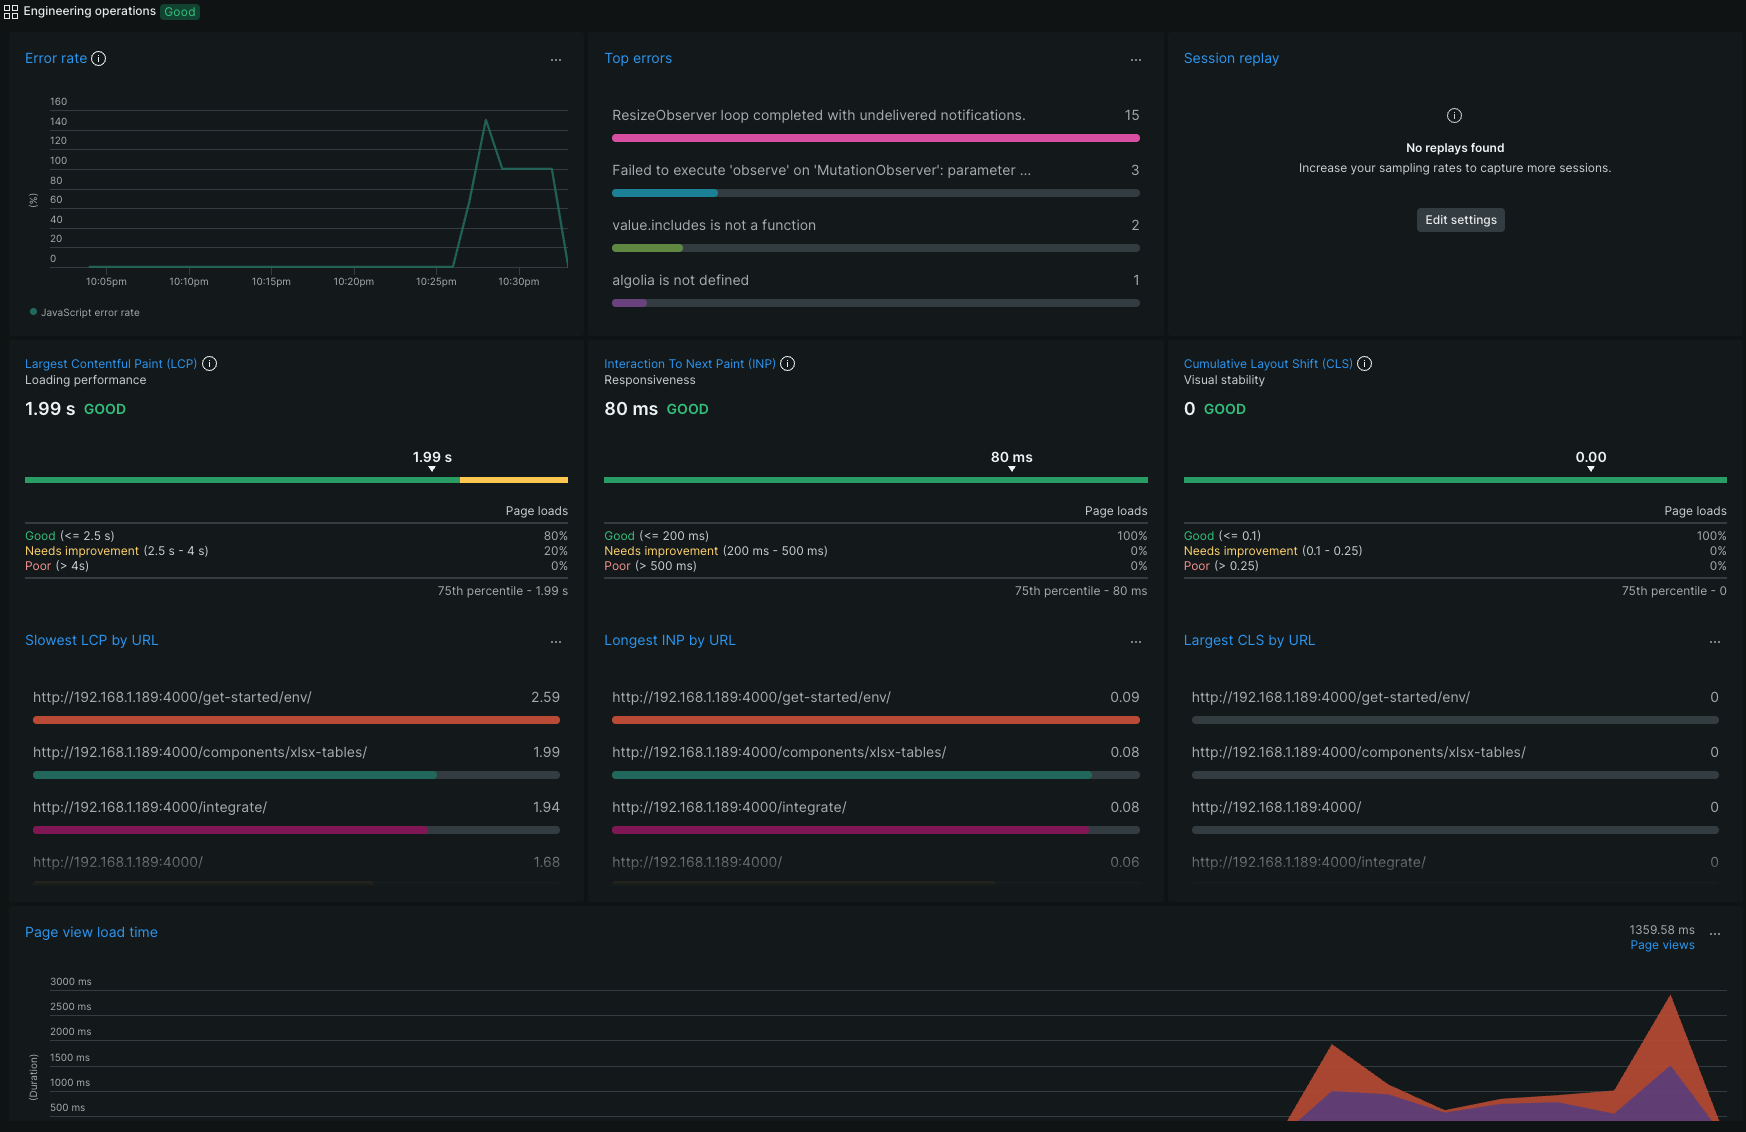 Engineering operations Good
Error rate
...
160
140
120
100
80
60
40
20
0
(%)
10:05pm 10:10pm 10:15pm 10:20pm 10:25pm 10:30pm
JavaScript error rate
Top errors
...
ResizeObserver loop completed with undelivered notifications. 15
Failed to execute 'observe' on 'MutationObserver': parameter ... 3
value.includes is not a function 2
algolia is not defined 1
Session replay
No replays found
Increase your sampling rates to capture more sessions.
Edit settings
Largest Contentful Paint (LCP)
Loading performance
1.99 s GOOD
1.99 s
Page loads
Good (<= 2.5 s) 80%
Needs improvement (2.5 s - 4 s) 20%
Poor (> 4s) 0%
75th percentile - 1.99 s
Slowest LCP by URL
...
http://192.168.1.189:4000/get-started/env/ 2.59
http://192.168.1.189:4000/components/xlsx-tables/ 1.99
http://192.168.1.189:4000/integrate/ 1.94
http://192.168.1.189:4000/ 1.68
Interaction To Next Paint (INP)
Responsiveness
80 ms GOOD
80 ms
Page loads
Good (<= 200 ms) 100%
Needs improvement (200 ms - 500 ms) 0%
Poor (> 500 ms) 0%
75th percentile - 80 ms
Longest INP by URL
...
http://192.168.1.189:4000/get-started/env/ 0.09
http://192.168.1.189:4000/components/xlsx-tables/ 0.08
http://192.168.1.189:4000/integrate/ 0.08
http://192.168.1.189:4000/ 0.06
Cumulative Layout Shift (CLS)
Visual stability
0 GOOD
0.00
Page loads
Good (<= 0.1) 100%
Needs improvement (0.1 - 0.25) 0%
Poor (> 0.25) 0%
75th percentile - 0
Largest CLS by URL
...
http://192.168.1.189:4000/get-started/env/ 0
http://192.168.1.189:4000/components/xlsx-tables/ 0
http://192.168.1.189:4000/ 0
http://192.168.1.189:4000/integrate/ 0
Page view load time
1359.58 ms ...
Page views
3000 ms
2500 ms
2000 ms
1500 ms
1000 ms
500 ms
(Duration)